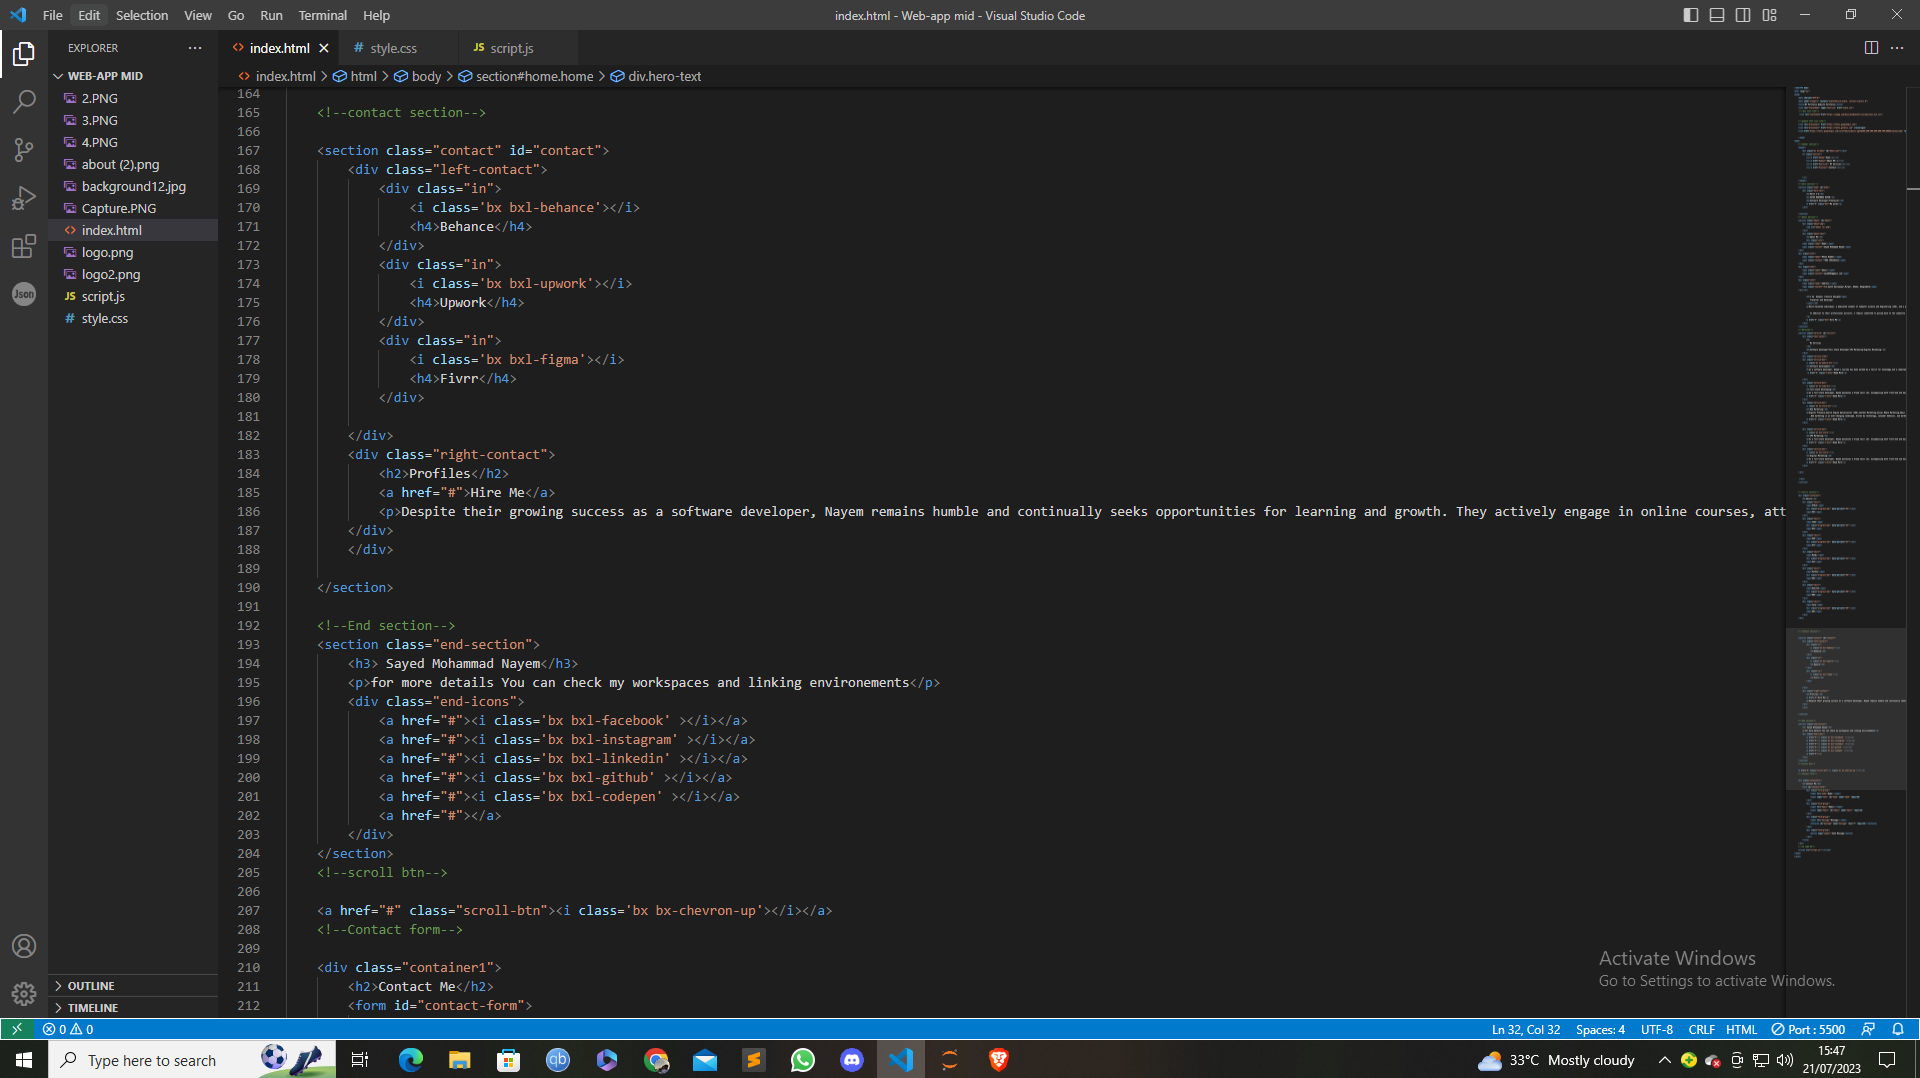 File Edit Selection View Go Run Terminal Help
index.html - Web-app mid - Visual Studio Code
EXPLORER
WEB-APP MID
2.PNG
3.PNG
4.PNG
about (2).png
background12.jpg
Capture.PNG
index.html
logo.png
logo2.png
JS script.js
# style.css
OUTLINE
TIMELINE
Json
<> index.html
# style.css
JS script.js
<> index.html > html > body > section#home.home > div.hero-text
164
165 <!--contact section-->
166
167 <section class="contact" id="contact">
168 <div class="left-contact">
169 <div class="in">
170 <i class='bx bxl-behance'></i>
171 <h4>Behance</h4>
172 </div>
173 <div class="in">
174 <i class='bx bxl-upwork'></i>
175 <h4>Upwork</h4>
176 </div>
177 <div class="in">
178 <i class='bx bxl-figma'></i>
179 <h4>Fivrr</h4>
180 </div>
181
182 </div>
183 <div class="right-contact">
184 <h2>Profiles</h2>
185 <a href="#">Hire Me</a>
186 <p>Despite their growing success as a software developer, Nayem remains humble and continually seeks opportunities for learning and growth. They actively engage in online courses, att
187 </div>
188 </div>
189
190 </section>
191
192 <!--End section-->
193 <section class="end-section">
194 <h3> Sayed Mohammad Nayem</h3>
195 <p>for more details You can check my workspaces and linking environements</p>
196 <div class="end-icons">
197 <a href="#"><i class='bx bxl-facebook' ></i></a>
198 <a href="#"><i class='bx bxl-instagram' ></i></a>
199 <a href="#"><i class='bx bxl-linkedin' ></i></a>
200 <a href="#"><i class='bx bxl-github' ></i></a>
201 <a href="#"><i class='bx bxl-codepen' ></i></a>
202 <a href="#"></a>
203 </div>
204 </section>
205 <!--scroll btn-->
206
207 <a href="#" class="scroll-btn"><i class='bx bx-chevron-up'></i></a>
208 <!--Contact form-->
209
210 <div class="container1">
211 <h2>Contact Me</h2>
212 <form id="contact-form">
Activate Windows
Go to Settings to activate Windows.
0 0
Ln 32, Col 32 Spaces: 4 UTF-8 CRLF HTML Port : 5500
Type here to search
qb
33°C Mostly cloudy
15:47
21/07/2023